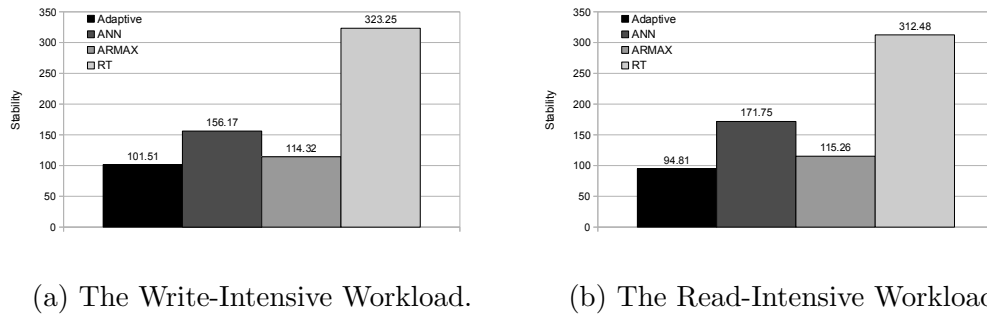 350
300
250
200
150
100
50
0
Stability
Adaptive
ANN
ARMAX
RT
101.51
156.17
114.32
323.25
350
300
250
200
150
100
50
0
Stability
Adaptive
ANN
ARMAX
RT
94.81
171.75
115.26
312.48
(a) The Write-Intensive Workload.
(b) The Read-Intensive Workload